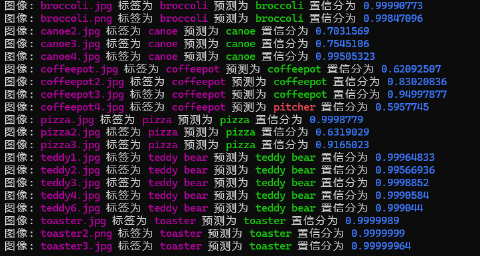 图像: broccoli.jpg 标签为 broccoli 预测为 broccoli 置信分为 0.99990773
图像: broccoli.png 标签为 broccoli 预测为 broccoli 置信分为 0.99847096
图像: canoe2.jpg 标签为 canoe 预测为 canoe 置信分为 0.7031569
图像: canoe3.jpg 标签为 canoe 预测为 canoe 置信分为 0.7545106
图像: canoe4.jpg 标签为 canoe 预测为 canoe 置信分为 0.99505323
图像: coffeepot.jpg 标签为 coffeepot 预测为 coffeepot 置信分为 0.62092507
图像: coffeepot2.jpg 标签为 coffeepot 预测为 coffeepot 置信分为 0.83020836
图像: coffeepot3.jpg 标签为 coffeepot 预测为 coffeepot 置信分为 0.94997877
图像: coffeepot4.jpg 标签为 coffeepot 预测为 pitcher 置信分为 0.5957745
图像: pizza.jpg 标签为 pizza 预测为 pizza 置信分为 0.9998779
图像: pizza2.jpg 标签为 pizza 预测为 pizza 置信分为 0.6319029
图像: pizza3.jpg 标签为 pizza 预测为 pizza 置信分为 0.9165023
图像: teddy1.jpg 标签为 teddy bear 预测为 teddy bear 置信分为 0.99964833
图像: teddy2.jpg 标签为 teddy bear 预测为 teddy bear 置信分为 0.99566936
图像: teddy3.jpg 标签为 teddy bear 预测为 teddy bear 置信分为 0.9998852
图像: teddy4.jpg 标签为 teddy bear 预测为 teddy bear 置信分为 0.9990584
图像: teddy6.jpg 标签为 teddy bear 预测为 teddy bear 置信分为 0.999044
图像: toaster.jpg 标签为 toaster 预测为 toaster 置信分为 0.9999989
图像: toaster2.png 标签为 toaster 预测为 toaster 置信分为 0.9999999
图像: toaster3.jpg 标签为 toaster 预测为 toaster 置信分为 0.99999964